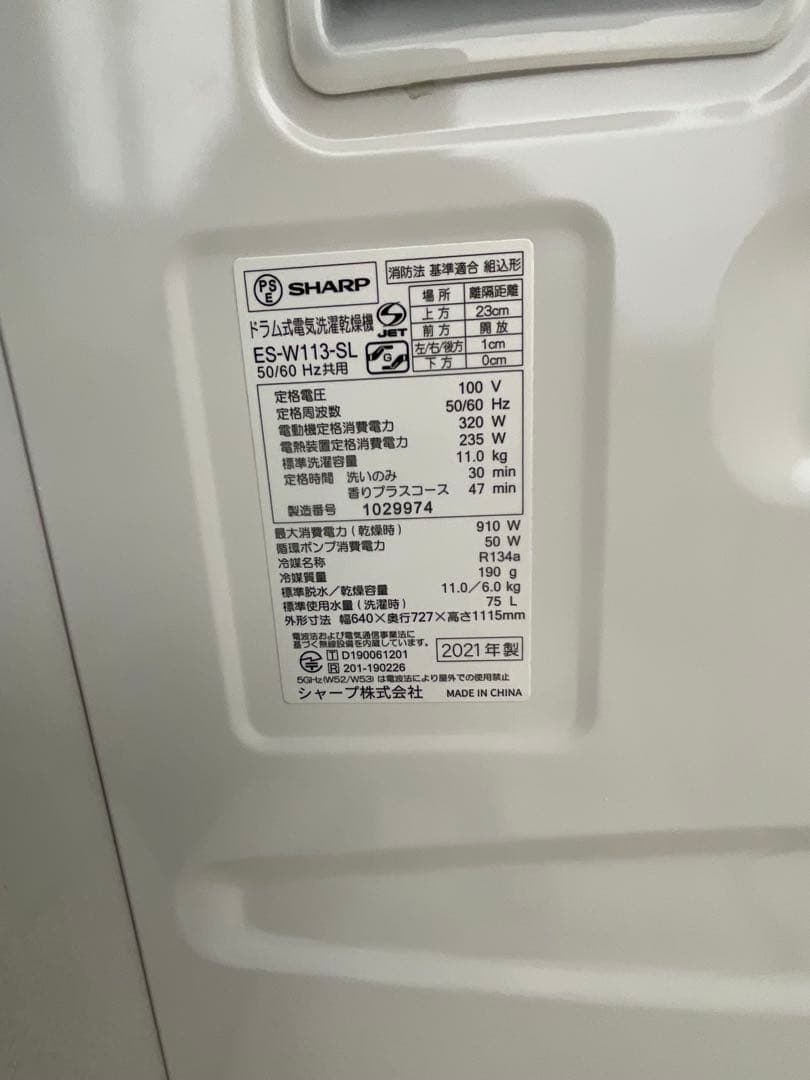 PS E SHARP
消防法 基準適合 組込形
ドラム式電気洗濯乾燥機
JET
ES-W113-SL
G
50/60 Hz共用
場所 離隔距離
上方 23cm
前方 開放
左/右/後方 1cm
下方 0cm
定格電圧 100 V
定格周波数 50/60 Hz
電動機定格消費電力 320 W
電熱装置定格消費電力 235 W
標準洗濯容量 11.0 kg
定格時間 洗いのみ 30 min
香りプラスコース 47 min
製造番号 1029974
最大消費電力(乾燥時) 910 W
循環ポンプ消費電力 50 W
冷媒名称 R134a
冷媒質量 190 g
標準脱水/乾燥容量 11.0/6.0 kg
標準使用水量(洗濯時) 75 L
外形寸法 幅640×奥行727×高さ1115mm
電波法および電気通信事業法に
基づく無線設備を内蔵しています。
T D190061201
R 201-190226
2021年製
5GHz(W52/W53)は電波法により屋外での使用禁止
シャープ株式会社 MADE IN CHINA